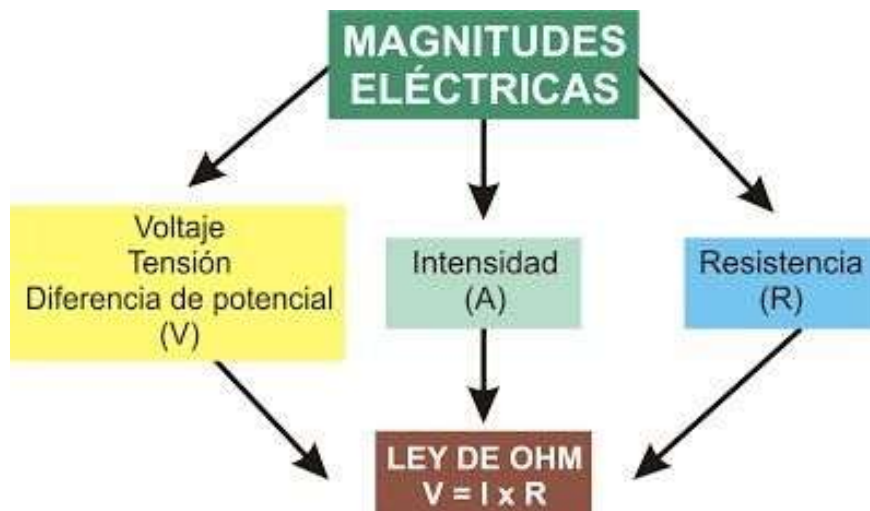 MAGNITUDES
ELÉCTRICAS
Voltaje
Tensión
Diferencia de potencial
(V)
Intensidad
(A)
Resistencia
(R)
LEY DE OHM
V = I x R